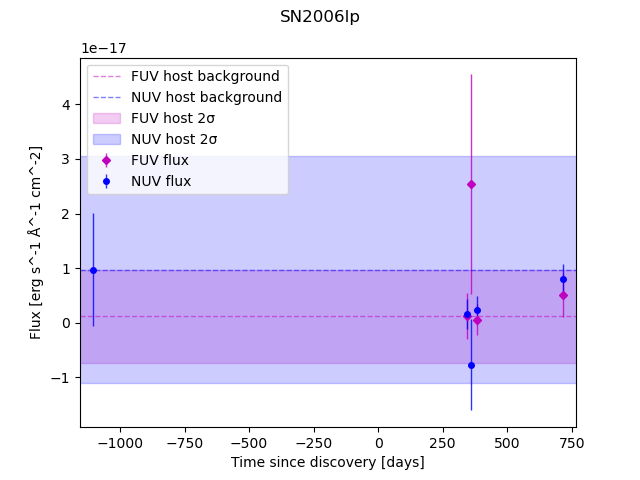 SN2006lp
1e−17
FUV host background
NUV host background
FUV host 2σ
NUV host 2σ
FUV flux
NUV flux
4
3
2
1
0
−1
Flux [erg s^-1 Å^-1 cm^-2]
−1000 −750 −500 −250 0 250 500 750
Time since discovery [days]